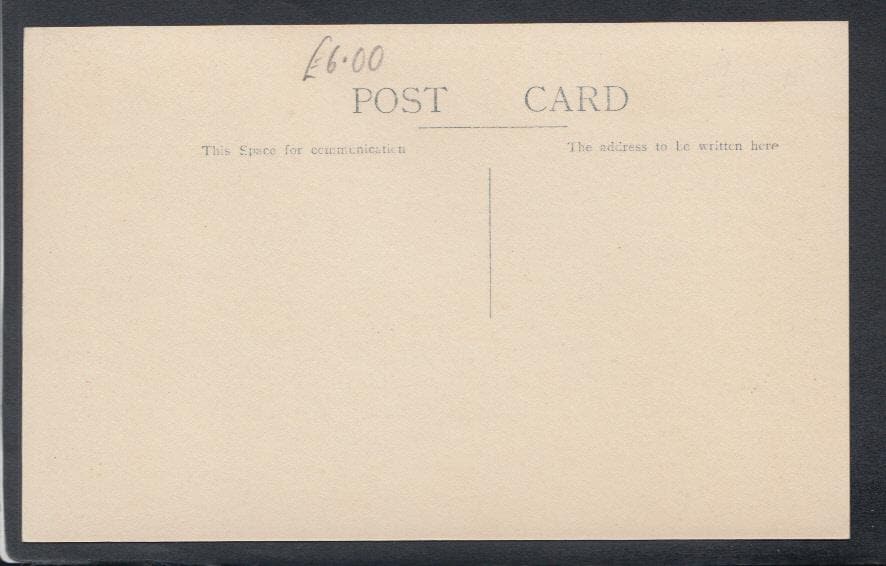 £6.00
POST CARD
This Space for communication
The address to be written here